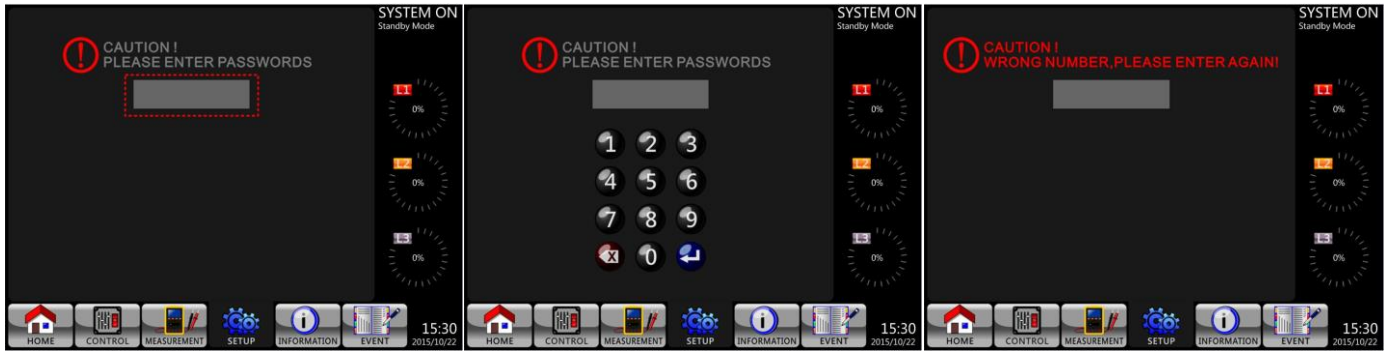 SYSTEM ON
Standby Mode
CAUTION !
PLEASE ENTER PASSWORDS
L1
0%
L2
0%
L3
0%
HOME
CONTROL
MEASUREMENT
SETUP
INFORMATION
EVENT
15:30
2015/10/22
SYSTEM ON
Standby Mode
CAUTION !
PLEASE ENTER PASSWORDS
1 2 3
4 5 6
7 8 9
0
L1
0%
L2
0%
L3
0%
HOME
CONTROL
MEASUREMENT
SETUP
INFORMATION
EVENT
15:30
2015/10/22
SYSTEM ON
Standby Mode
CAUTION !
WRONG NUMBER,PLEASE ENTER AGAIN!
L1
0%
L2
0%
L3
0%
HOME
CONTROL
MEASUREMENT
SETUP
INFORMATION
EVENT
15:30
2015/10/22